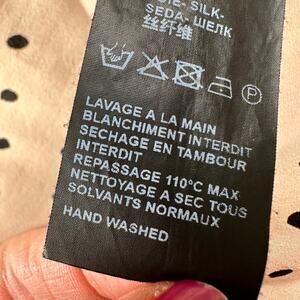 SILK-
SEDA- ШЕЛК
丝纤维
P
LAVAGE A LA MAIN
BLANCHIMENT INTERDIT
SECHAGE EN TAMBOUR
INTERDIT
REPASSAGE 110°C MAX
NETTOYAGE A SEC TOUS
SOLVANTS NORMAUX
HAND WASHED